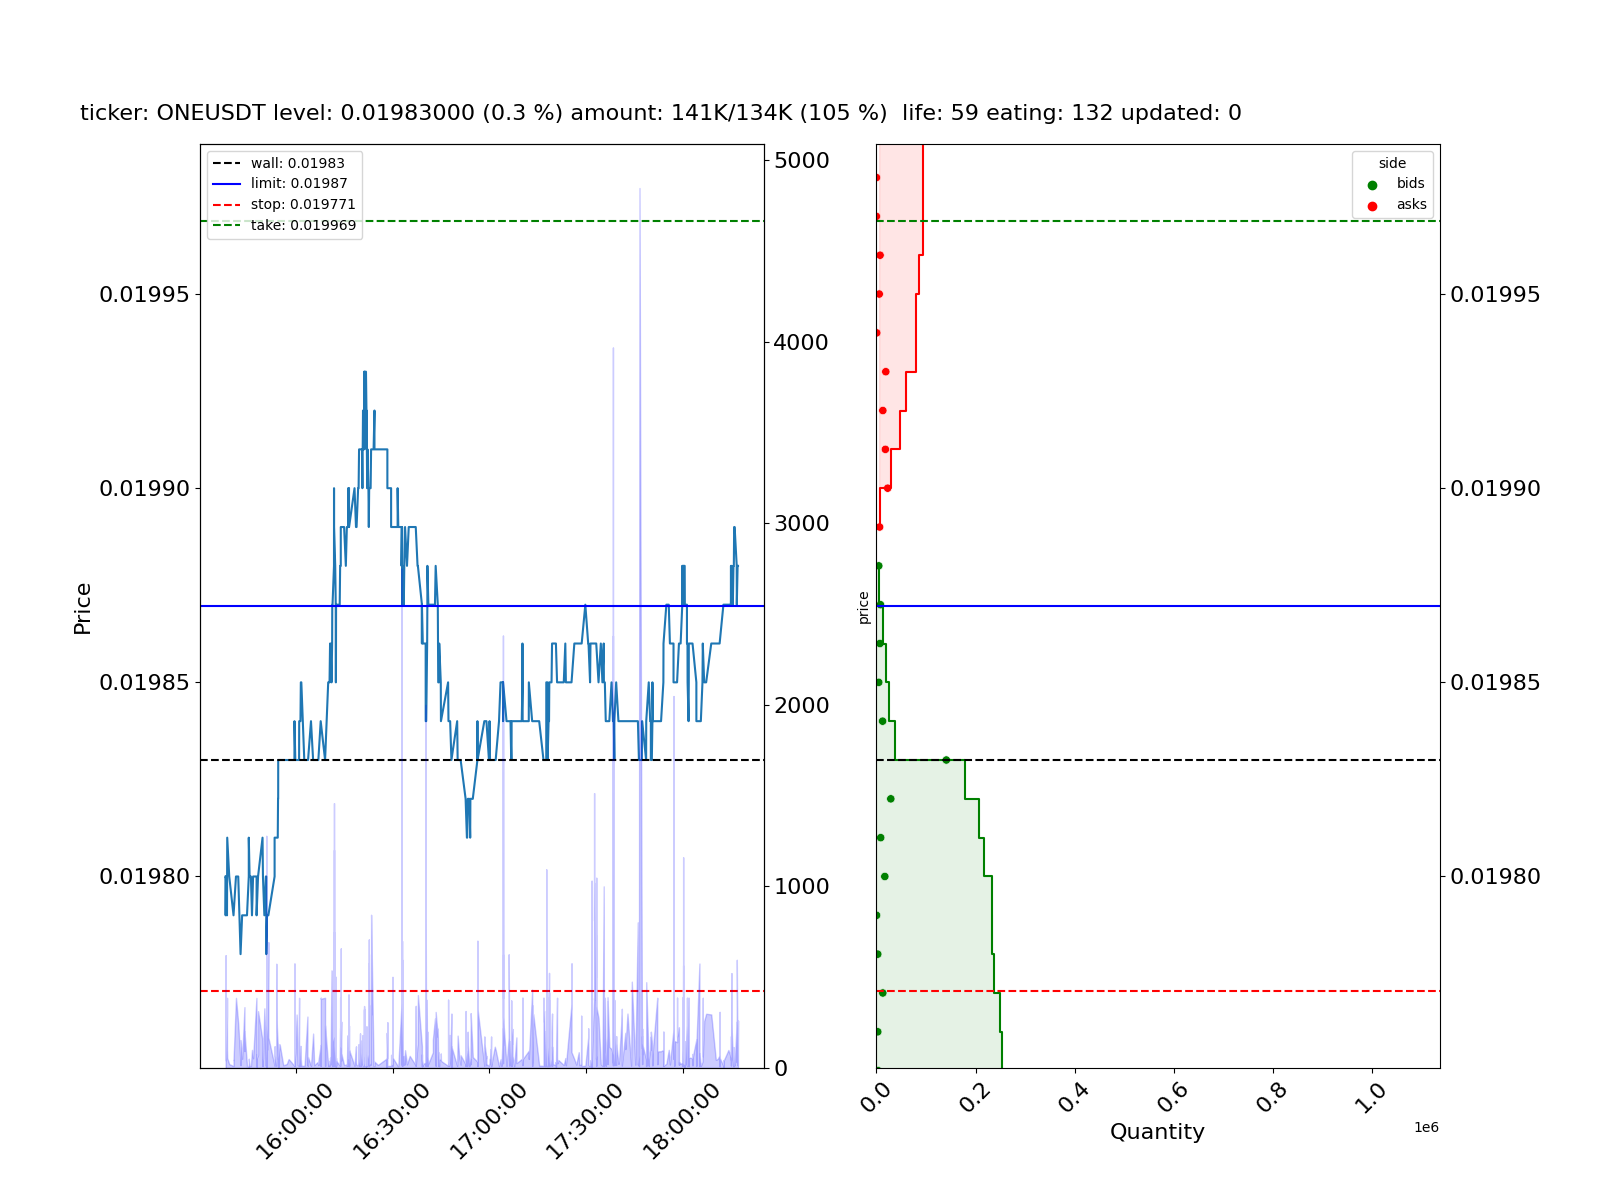 ticker: ONEUSDT level: 0.01983000 (0.3 %) amount: 141K/134K (105 %)  life: 59 eating: 132 updated: 0
wall: 0.01983
limit: 0.01987
stop: 0.019771
take: 0.019969
Price
0.01995
0.01990
0.01985
0.01980
5000
4000
3000
2000
1000
0
16:00:00
16:30:00
17:00:00
17:30:00
18:00:00
side
bids
asks
price
0.01995
0.01990
0.01985
0.01980
0.0
0.2
0.4
0.6
0.8
1.0
1e6
Quantity